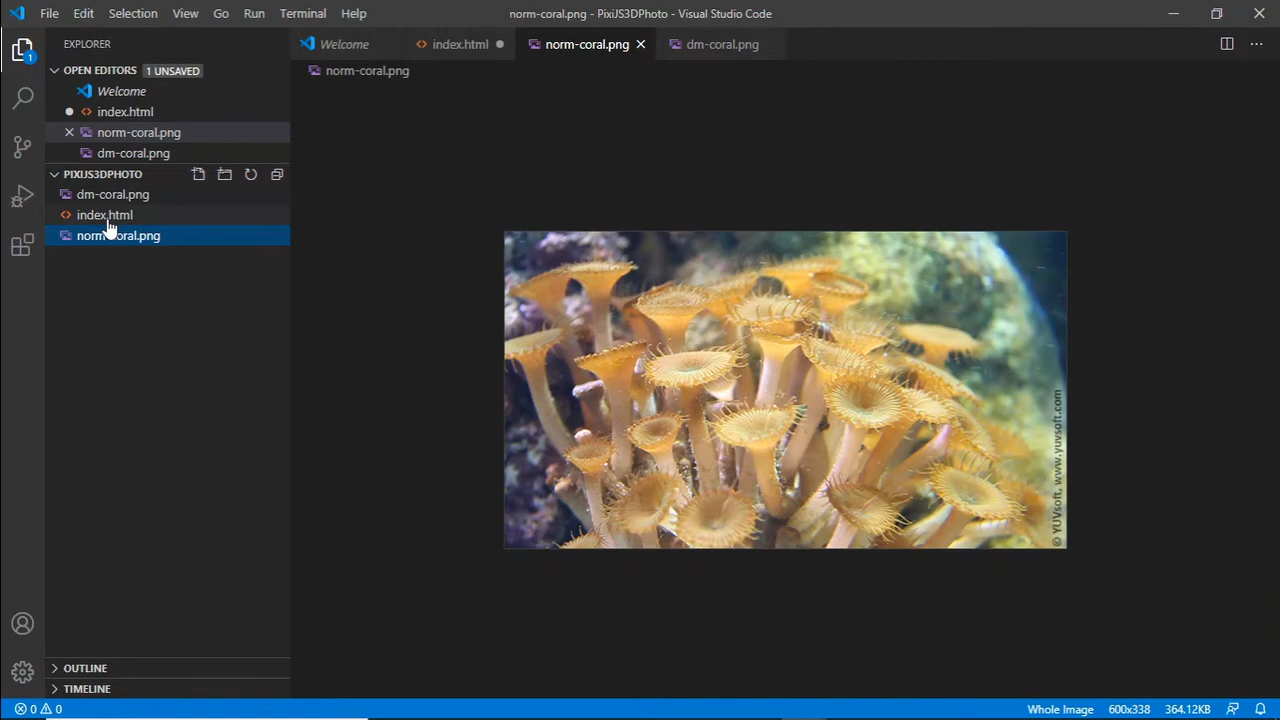 File Edit Selection View Go Run Terminal Help norm-coral.png - PixiJS3DPhoto - Visual Studio Code
1
EXPLORER
OPEN EDITORS 1 UNSAVED
Welcome
index.html
norm-coral.png
dm-coral.png
PIXIJS3DPHOTO
dm-coral.png
index.html
norm-coral.png
OUTLINE
TIMELINE
Welcome index.html norm-coral.png dm-coral.png
norm-coral.png
© YUVsoft, www.yuvsoft.com
0 0 Whole Image 600x338 364.12KB